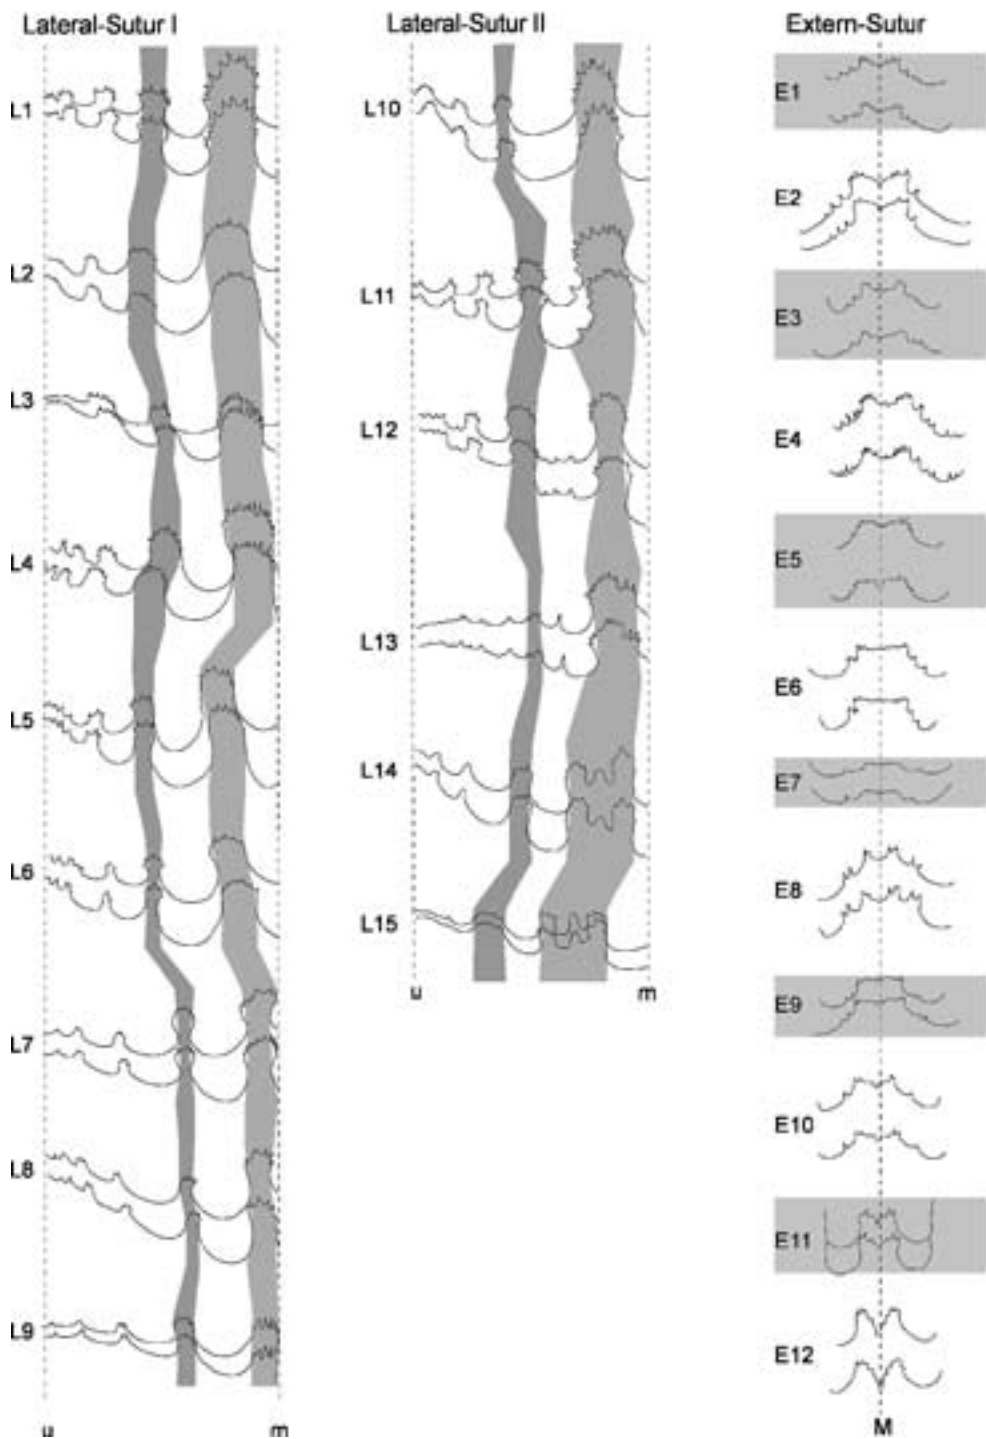 Lateral-Sutur I
L1
L2
L3
L4
L5
L6
L7
L8
L9
u
m
Lateral-Sutur II
L10
L11
L12
L13
L14
L15
u
m
Extern-Sutur
E1
E2
E3
E4
E5
E6
E7
E8
E9
E10
E11
E12
M